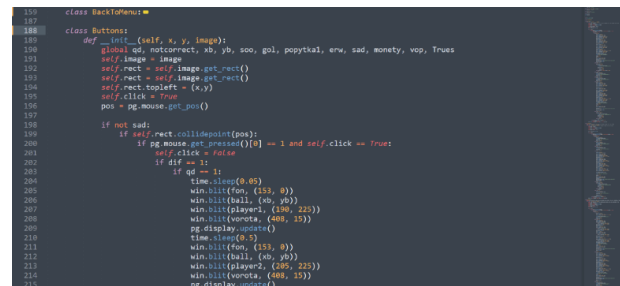 159 class BackToMenu:
187
188 class Buttons:
189 def __init__(self, x, y, image):
190 global qd, notcorrect, xb, yb, soo, gol, popytka1, erw, sad, monety, vop, Trues
191 self.image = image
192 self.rect = self.image.get_rect()
193 self.rect = self.image.get_rect()
194 self.rect.topleft = (x,y)
195 self.click = True
196 pos = pg.mouse.get_pos()
197
198 if not sad:
199 if self.rect.collidepoint(pos):
200 if pg.mouse.get_pressed()[0] == 1 and self.click == True:
201 self.click = False
202 if dif == 1:
203 if qd == 1:
204 time.sleep(0.05)
205 win.blit(fon, (153, 0))
206 win.blit(ball, (xb, yb))
207 win.blit(player1, (190, 225))
208 win.blit(vorota, (408, 15))
209 pg.display.update()
210 time.sleep(0.5)
211 win.blit(fon, (153, 0))
212 win.blit(ball, (xb, yb))
213 win.blit(player2, (205, 225))
214 win.blit(vorota, (408, 15))
215 pg.display.update()